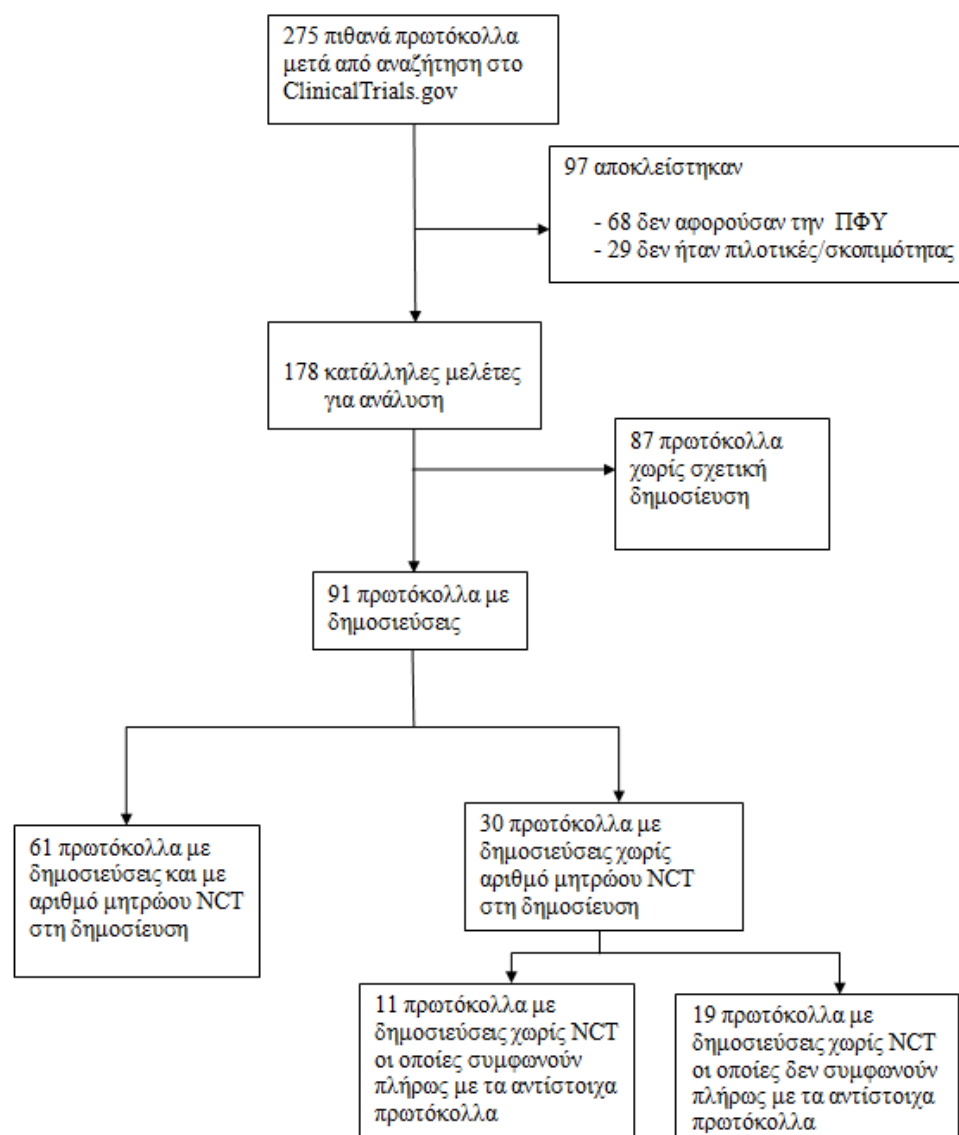 275 πιθανά πρωτόκολλα
μετά από αναζήτηση στο
ClinicalTrials.gov
97 αποκλείστηκαν
- 68 δεν αφορούσαν την ΠΦΥ
- 29 δεν ήταν πιλοτικές/σκοπιμότητας
178 κατάλληλες μελέτες
για ανάλυση
87 πρωτόκολλα
χωρίς σχετική
δημοσίευση
91 πρωτόκολλα με
δημοσιεύσεις
61 πρωτόκολλα με
δημοσιεύσεις και με
αριθμό μητρώου NCT
στη δημοσίευση
30 πρωτόκολλα με
δημοσιεύσεις χωρίς
αριθμό μητρώου NCT
στη δημοσίευση
11 πρωτόκολλα με
δημοσιεύσεις χωρίς NCT
οι οποίες συμφωνούν
πλήρως με τα αντίστοιχα
πρωτόκολλα
19 πρωτόκολλα με
δημοσιεύσεις χωρίς NCT
οι οποίες δεν συμφωνούν
πλήρως με τα αντίστοιχα
πρωτόκολλα